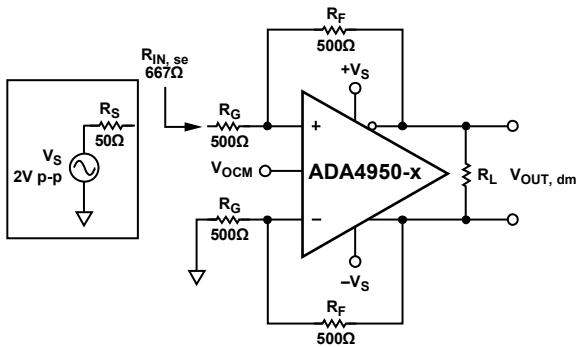 R_F
500Ω
R_IN, se
667Ω
+V_S
R_S
50Ω
R_G
500Ω
+
V_S
2V p-p
V_OCM
ADA4950-x
R_L
V_OUT, dm
R_G
500Ω
−
−V_S
R_F
500Ω